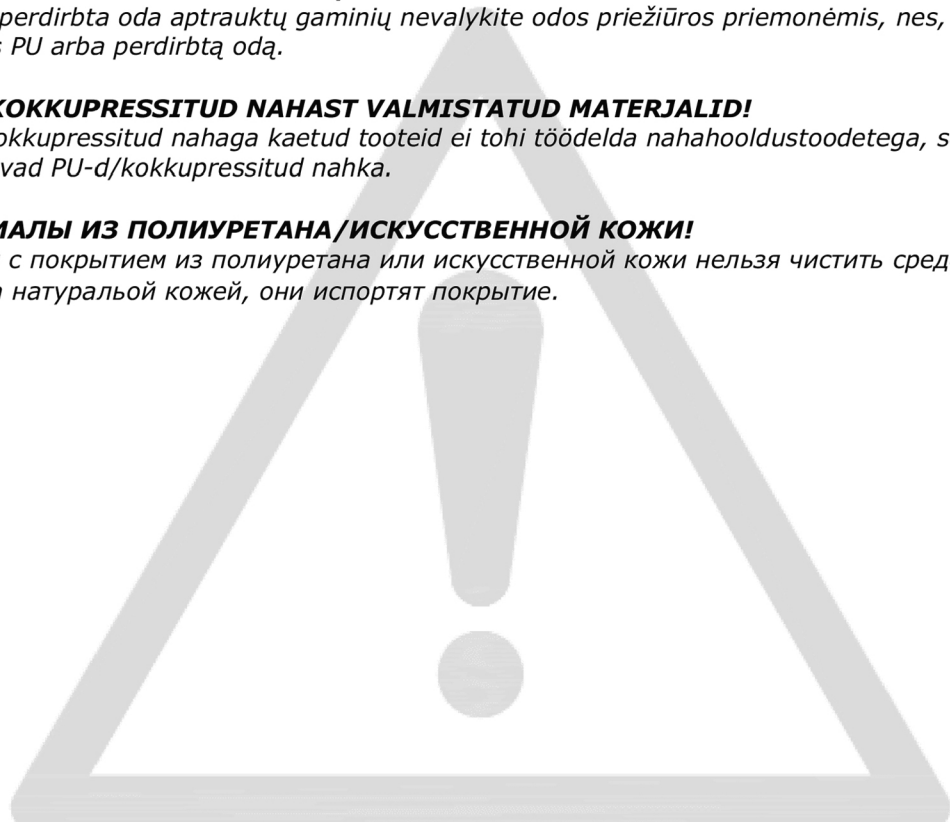 perdirbta oda aptrauktų gaminių nevalykite odos priežiūros priemonėmis, nes,
PU arba perdirbtą odą.
KOKKUPRESSITUD NAHAST VALMISTATUD MATERJALID!
okkupressitud nahaga kaetud tooteid ei tohi töödelda nahahooldustoodetega, s
vad PU-d/kokkupressitud nahka.
ИАЛЫ ИЗ ПОЛИУРЕТАНА/ИСКУССТВЕННОЙ КОЖИ!
с покрытием из полиуретана или искусственной кожи нельзя чистить сред
натуральой кожей, они испортят покрытие.